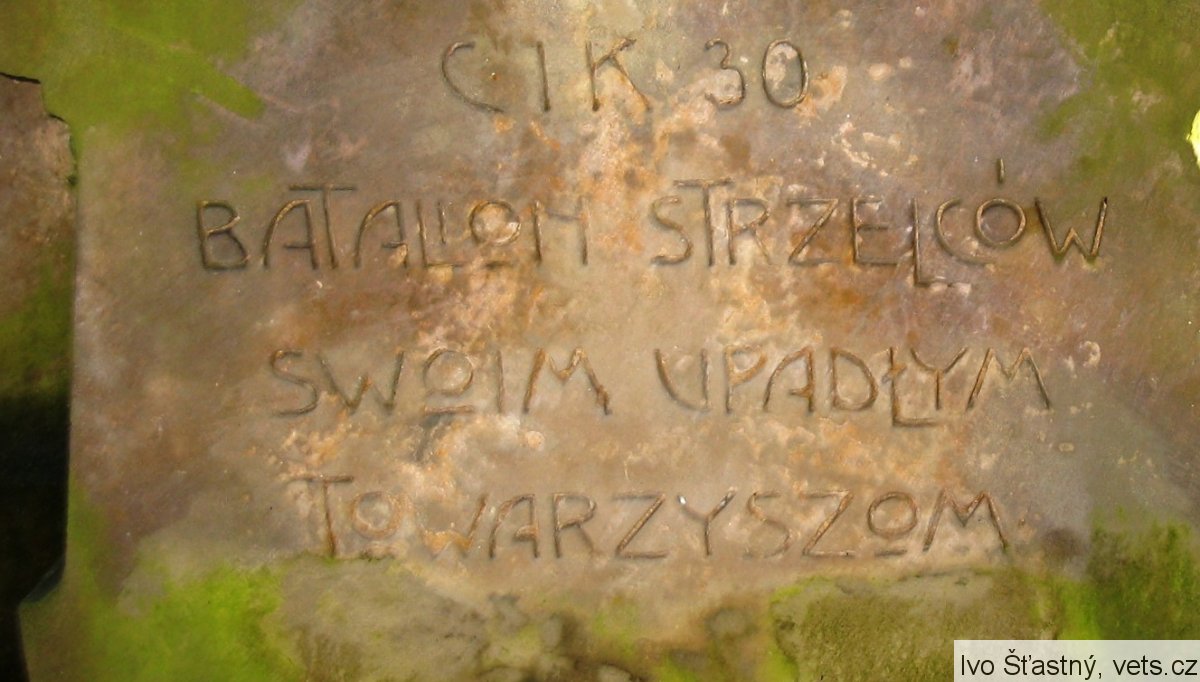 C I K 30
BATALION STRZELCÓW
SWOIM UPADŁYM
TOWARZYSZOM
Ivo Šťastný, vets.cz